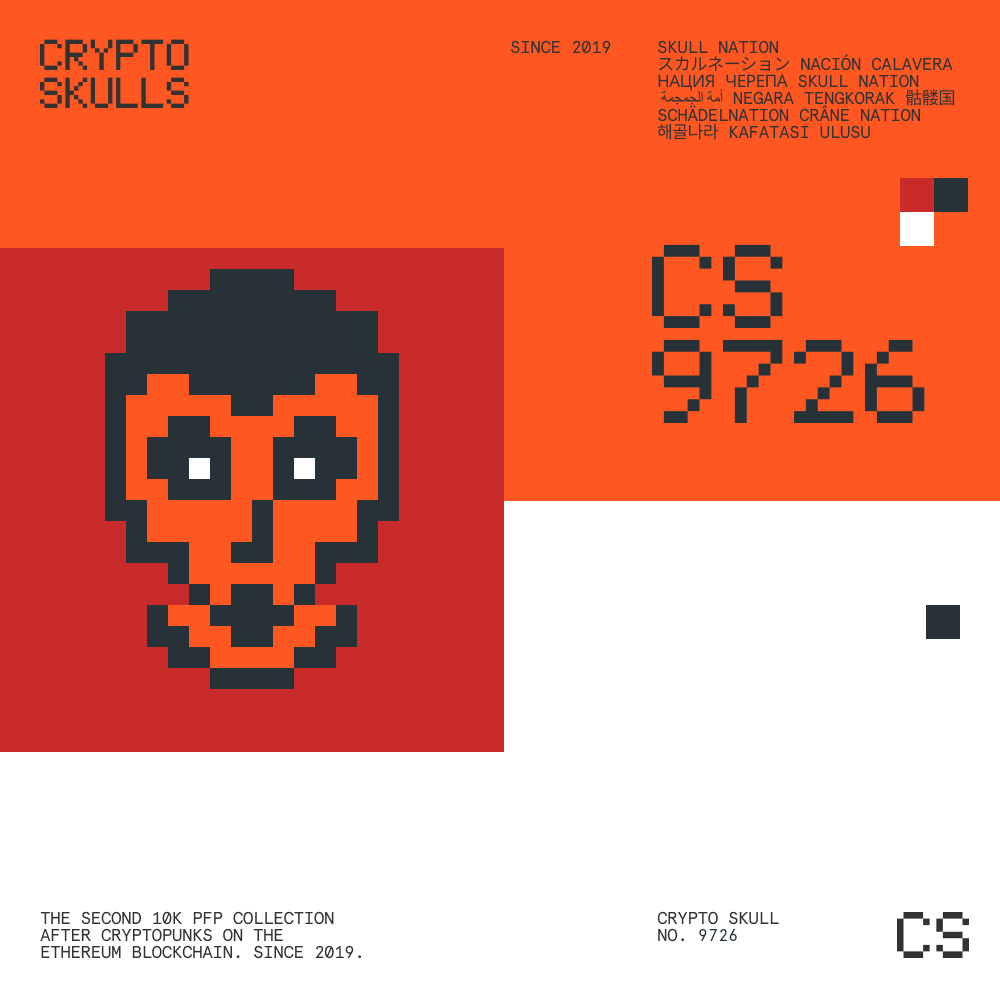 CRYPTO
SKULLS
SINCE 2019
SKULL NATION
スカルネーション NACIÓN CALAVERA
НАЦИЯ ЧЕРЕПА SKULL NATION
أمة الجمجمة NEGARA TENGKORAK 骷髅国
SCHÄDELNATION CRÂNE NATION
해골나라 KAFATASI ULUSU
CS
9726
THE SECOND 10K PFP COLLECTION
AFTER CRYPTOPUNKS ON THE
ETHEREUM BLOCKCHAIN. SINCE 2019.
CRYPTO SKULL
NO. 9726
CS